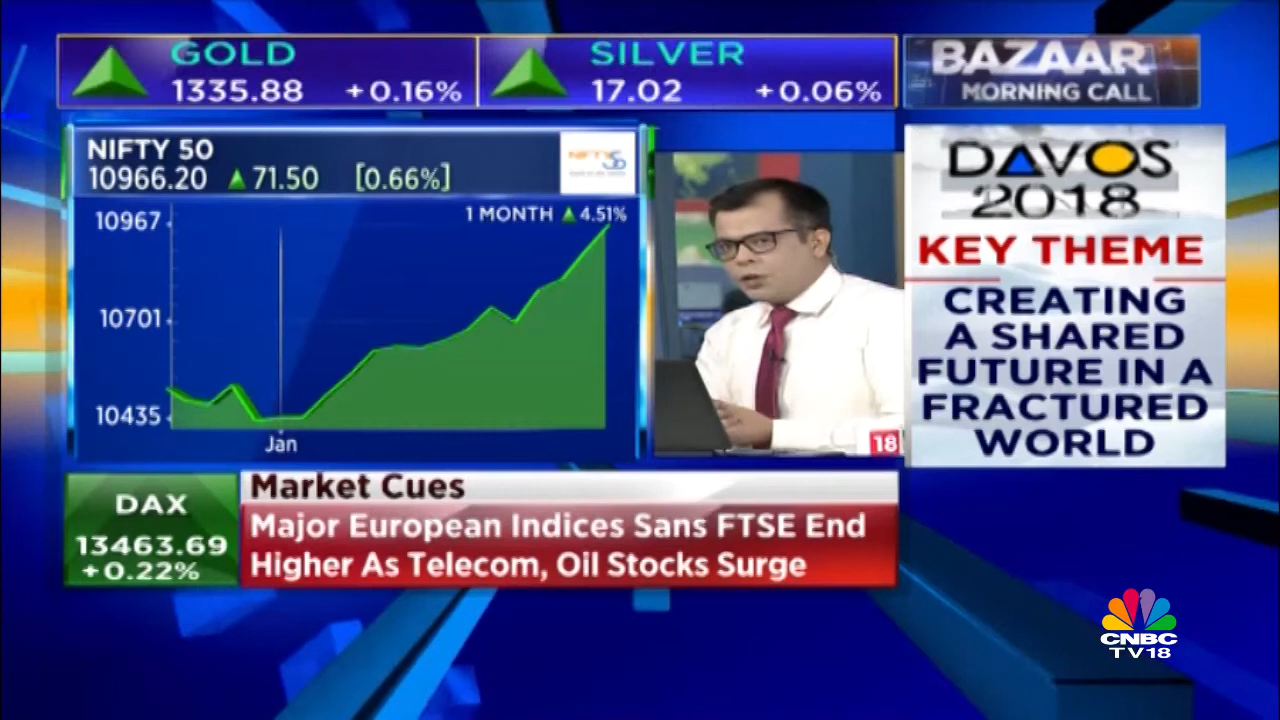 GOLD
1335.88 +0.16%
SILVER
17.02 +0.06%
BAZAAR
MORNING CALL
NIFTY 50
10966.20 71.50 [0.66%]
NIFTY 50
1 MONTH 4.51%
10967
10701
10435
Jan
18
DAVOS
2018
KEY THEME
CREATING
A SHARED
FUTURE IN A
FRACTURED
WORLD
DAX
13463.69
+0.22%
Market Cues
Major European Indices Sans FTSE End
Higher As Telecom, Oil Stocks Surge
CNBC
TV18